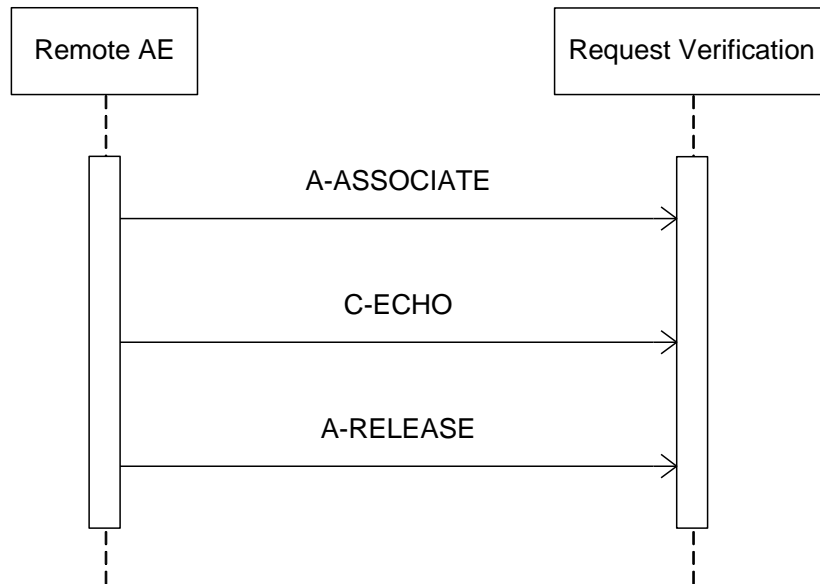 Remote AE
Request Verification
A-ASSOCIATE
C-ECHO
A-RELEASE